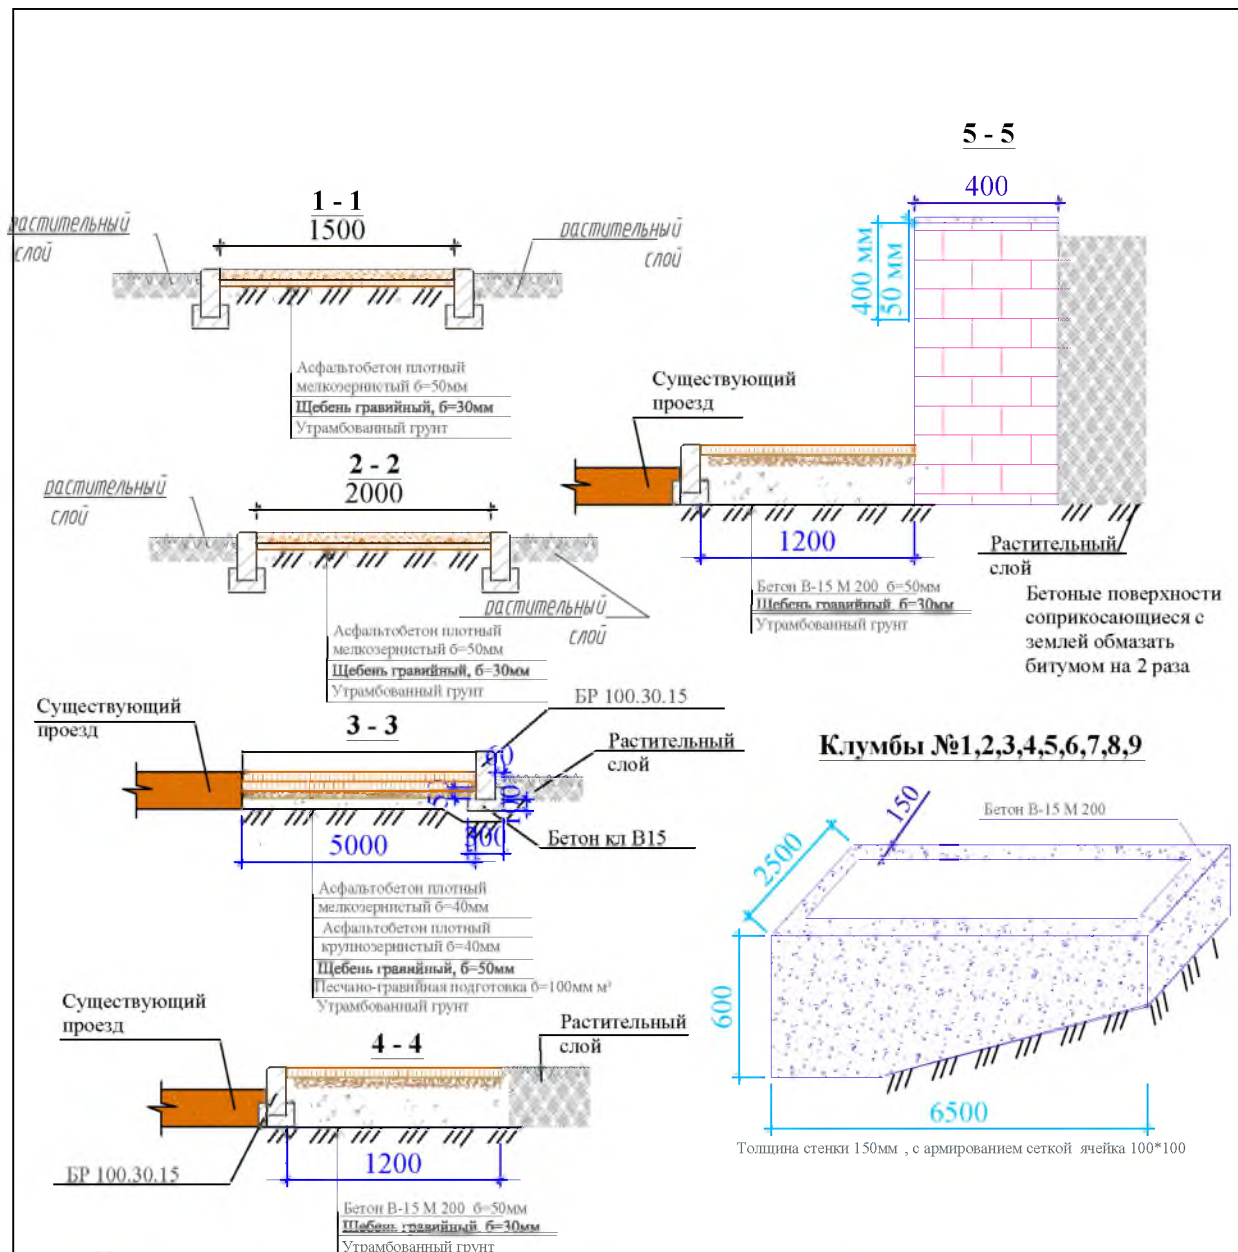 1 - 1
1500
растительный
слой
растительный
слой
Асфальтобетон плотный
мелкозернистый б=50мм
Щебень гравийный, б=30мм
Утрамбованный грунт
2 - 2
2000
растительный
слой
растительный
слой
Асфальтобетон плотный
мелкозернистый б=50мм
Щебень гравийный, б=30мм
Утрамбованный грунт
3 - 3
Существующий
проезд
БР 100.30.15
Растительный
слой
60
100
300
5000
Бетон кл В15
Асфальтобетон плотный
мелкозернистый б=40мм
Асфальтобетон плотный
крупнозернистый б=40мм
Щебень гравийный, б=50мм
Песчано-гравийная подготовка б=100мм м³
Утрамбованный грунт
4 - 4
Существующий
проезд
Растительный
слой
БР 100.30.15
1200
Бетон В-15 М 200 б=50мм
Щебень гравийный, б=30мм
Утрамбованный грунт
5 - 5
400
400 мм
50 мм
Существующий
проезд
1200
Бетон В-15 М 200 б=50мм
Щебень гравийный, б=30мм
Утрамбованный грунт
Растительный
слой
Бетоные поверхности
соприкосающиеся с
землей обмазать
битумом на 2 раза
Клумбы №1,2,3,4,5,6,7,8,9
150
Бетон В-15 М 200
2500
600
6500
Толщина стенки 150мм , с армированием сеткой ячейка 100*100